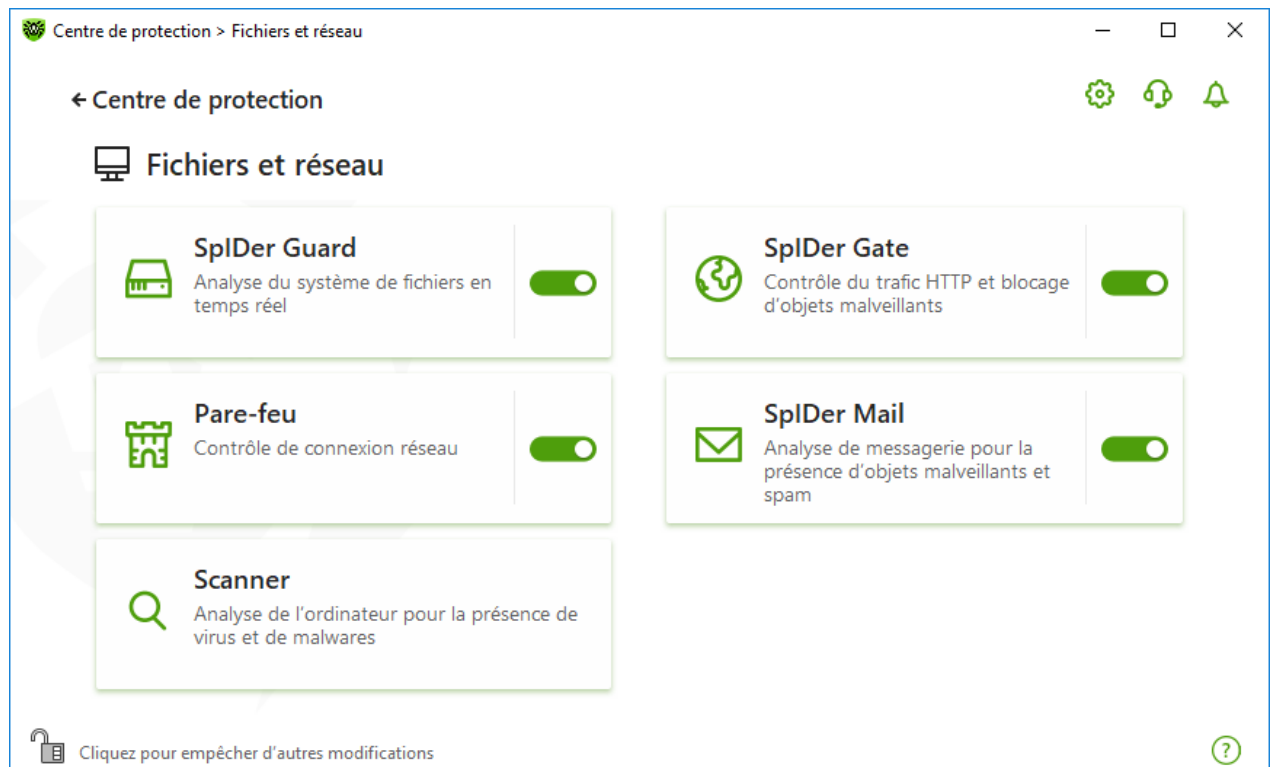 Centre de protection > Fichiers et réseau
Centre de protection
Fichiers et réseau
SpIDer Guard
Analyse du système de fichiers en
temps réel
SpIDer Gate
Contrôle du trafic HTTP et blocage
d'objets malveillants
Pare-feu
Contrôle de connexion réseau
SpIDer Mail
Analyse de messagerie pour la
présence d'objets malveillants et
spam
Scanner
Analyse de l'ordinateur pour la présence de
virus et de malwares
Cliquez pour empêcher d'autres modifications
?